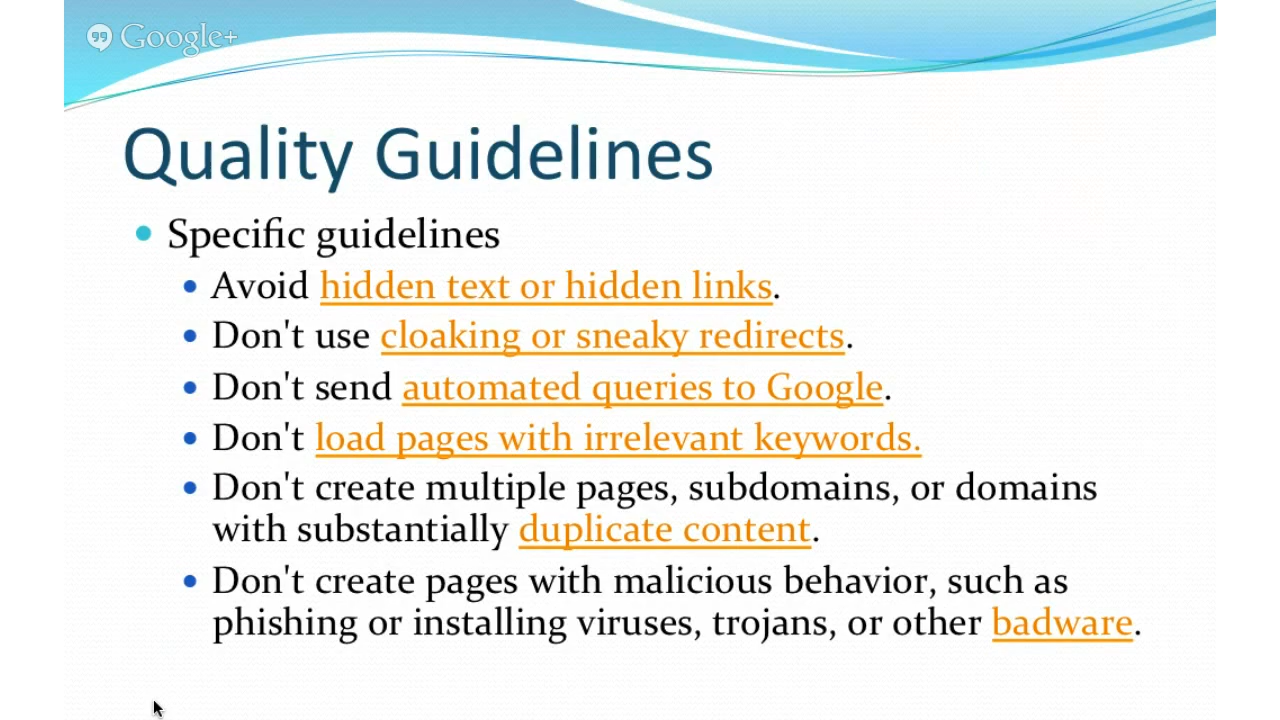 Google+
Quality Guidelines
Specific guidelines
Avoid hidden text or hidden links.
Don't use cloaking or sneaky redirects.
Don't send automated queries to Google.
Don't load pages with irrelevant keywords.
Don't create multiple pages, subdomains, or domains
with substantially duplicate content.
Don't create pages with malicious behavior, such as
phishing or installing viruses, trojans, or other badware.